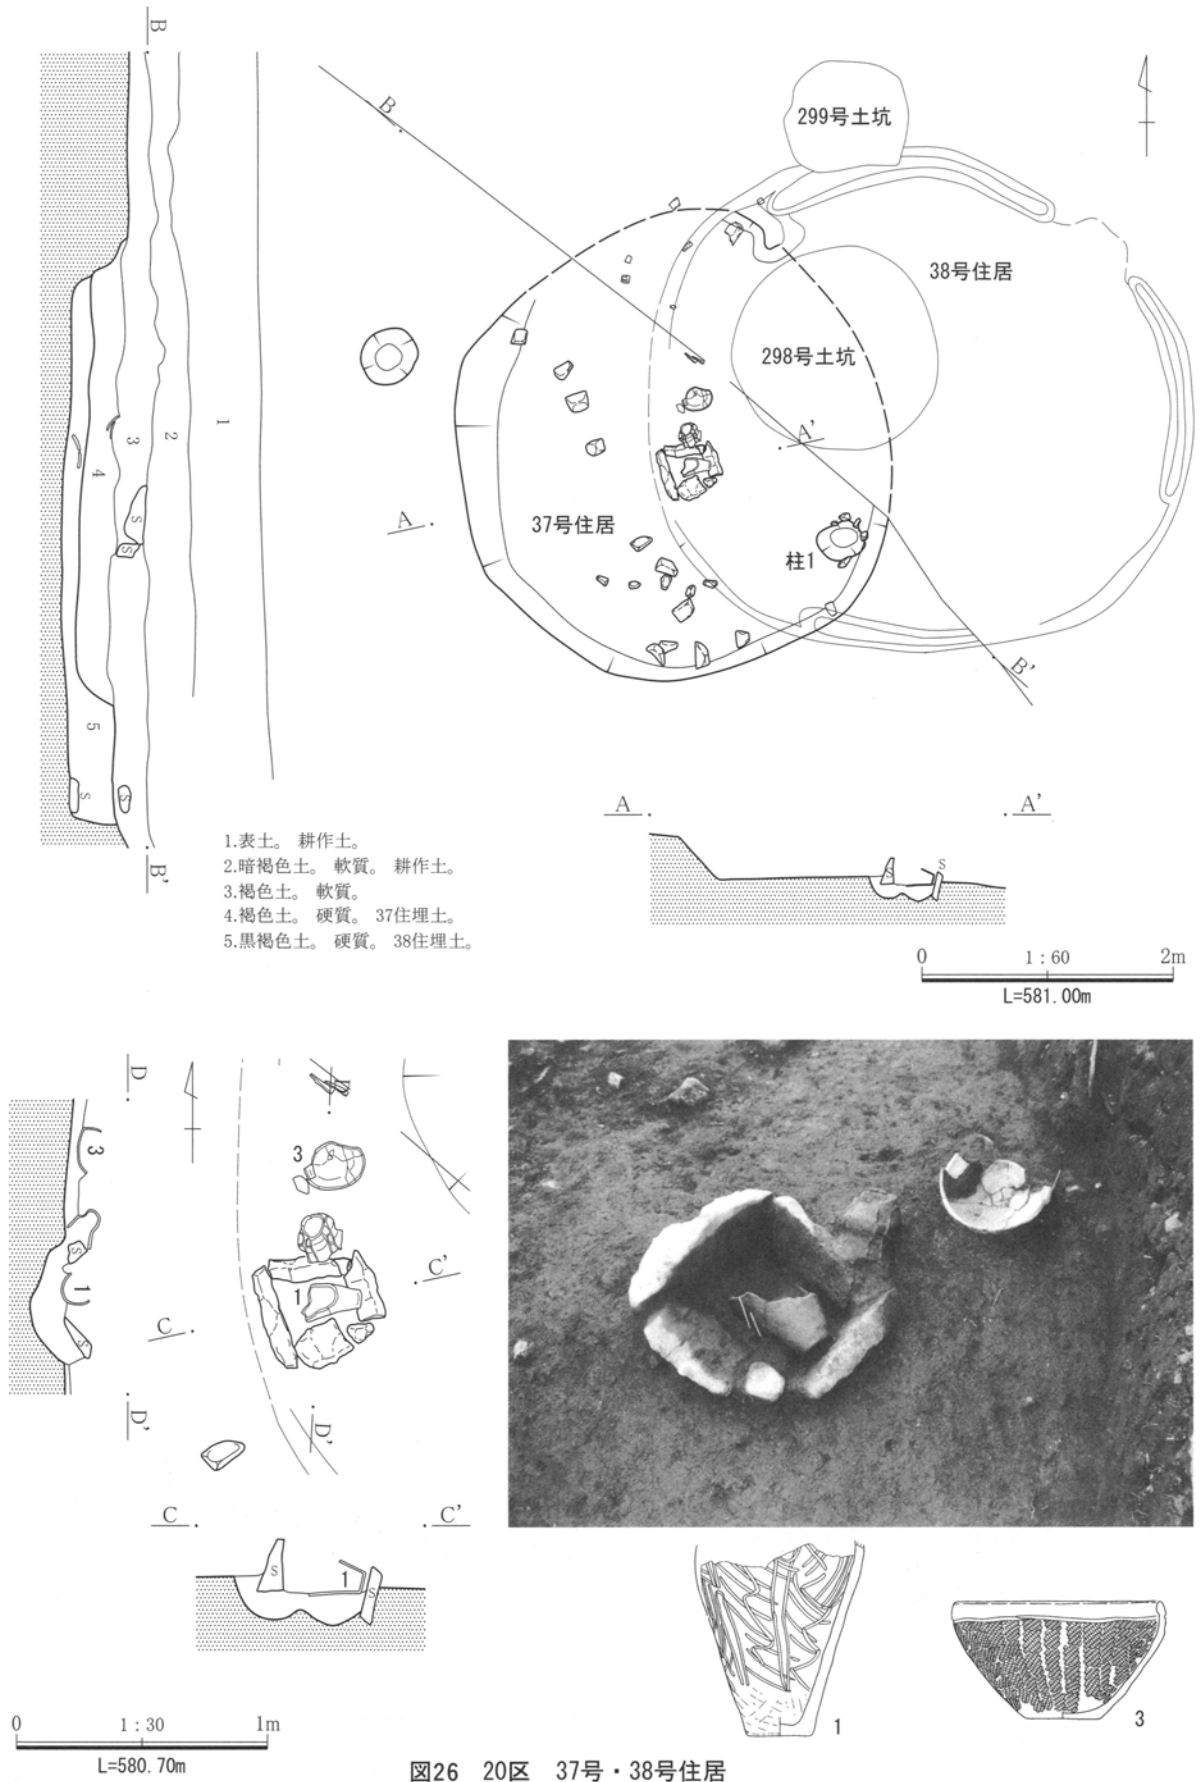 B
B
299号土坑
38号住居
298号土坑
A'
A
37号住居
柱1
B'
1
2
3
4
S
S
5
S
S
B'
1.表土。 耕作土。
2.暗褐色土。 軟質。 耕作土。
3.褐色土。 軟質。
4.褐色土。 硬質。 37住埋土。
5.黒褐色土。 硬質。 38住埋土。
A
A'
S
S
0 1:60 2m
L=581.00m
D
3
S
1
S
D'
3
1
C'
C
D'
C
C'
S
1
S
0 1:30 1m
L=580.70m
1
3
図26 20区 37号・38号住居